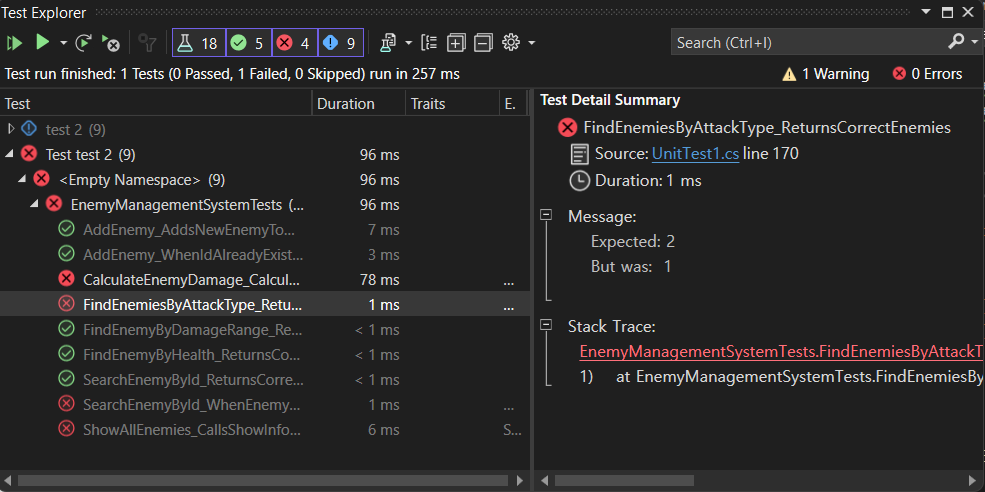 Test Explorer
18 5 4 9
Search (Ctrl+I)
Test run finished: 1 Tests (0 Passed, 1 Failed, 0 Skipped) run in 257 ms
1 Warning
0 Errors
Test Duration Traits E.
test 2 (9)
Test test 2 (9) 96 ms
<Empty Namespace> (9) 96 ms
EnemyManagementSystemTests (... 96 ms
AddEnemy_AddsNewEnemyTo... 7 ms
AddEnemy_WhenIdAlreadyExist... 3 ms
CalculateEnemyDamage_Calcul... 78 ms ...
FindEnemiesByAttackType_Retu... 1 ms ...
FindEnemyByDamageRange_Re... < 1 ms
FindEnemyByHealth_ReturnsCo... < 1 ms
SearchEnemyById_ReturnsCorre... < 1 ms
SearchEnemyById_WhenEnemy... 1 ms ...
ShowAllEnemies_CallsShowInfo... 6 ms S...
Test Detail Summary
FindEnemiesByAttackType_ReturnsCorrectEnemies
Source: UnitTest1.cs line 170
Duration: 1 ms
Message:
Expected: 2
But was: 1
Stack Trace:
EnemyManagementSystemTests.FindEnemiesByAttackT
1) at EnemyManagementSystemTests.FindEnemiesBy